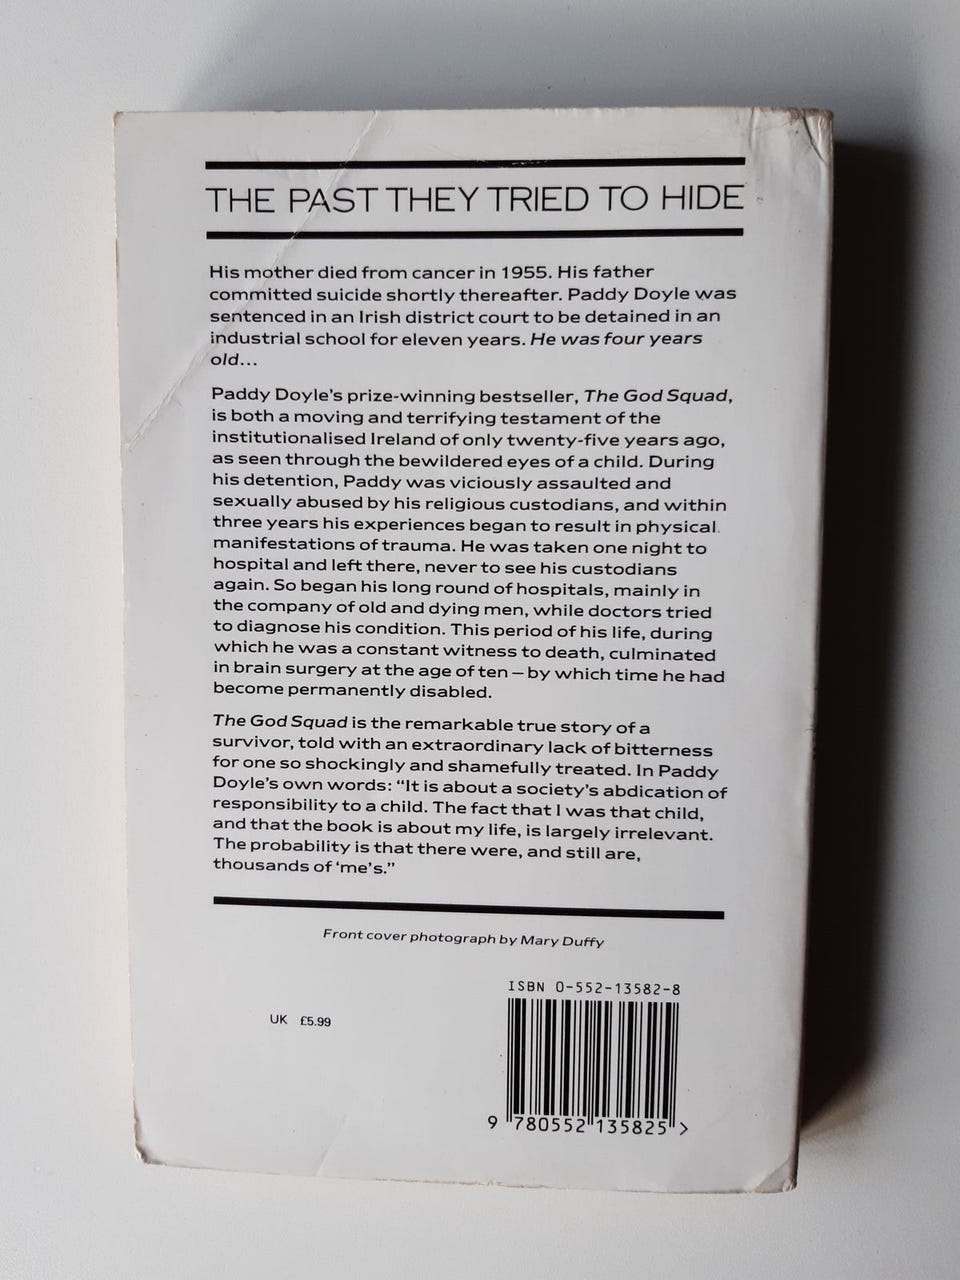 THE PAST THEY TRIED TO HIDE
His mother died from cancer in 1955. His father
committed suicide shortly thereafter. Paddy Doyle was
sentenced in an Irish district court to be detained in an
industrial school for eleven years. He was four years
old...
Paddy Doyle's prize-winning bestseller, The God Squad,
is both a moving and terrifying testament of the
institutionalised Ireland of only twenty-five years ago,
as seen through the bewildered eyes of a child. During
his detention, Paddy was viciously assaulted and
sexually abused by his religious custodians, and within
three years his experiences began to result in physical
manifestations of trauma. He was taken one night to
hospital and left there, never to see his custodians
again. So began his long round of hospitals, mainly in
the company of old and dying men, while doctors tried
to diagnose his condition. This period of his life, during
which he was a constant witness to death, culminated
in brain surgery at the age of ten – by which time he had
become permanently disabled.
The God Squad is the remarkable true story of a
survivor, told with an extraordinary lack of bitterness
for one so shockingly and shamefully treated. In Paddy
Doyle's own words: “It is about a society's abdication of
responsibility to a child. The fact that I was that child,
and that the book is about my life, is largely irrelevant.
The probability is that there were, and still are,
thousands of ‘me's.”
Front cover photograph by Mary Duffy
ISBN 0-552-13582-8
UK £5.99
9 780552 135825 >